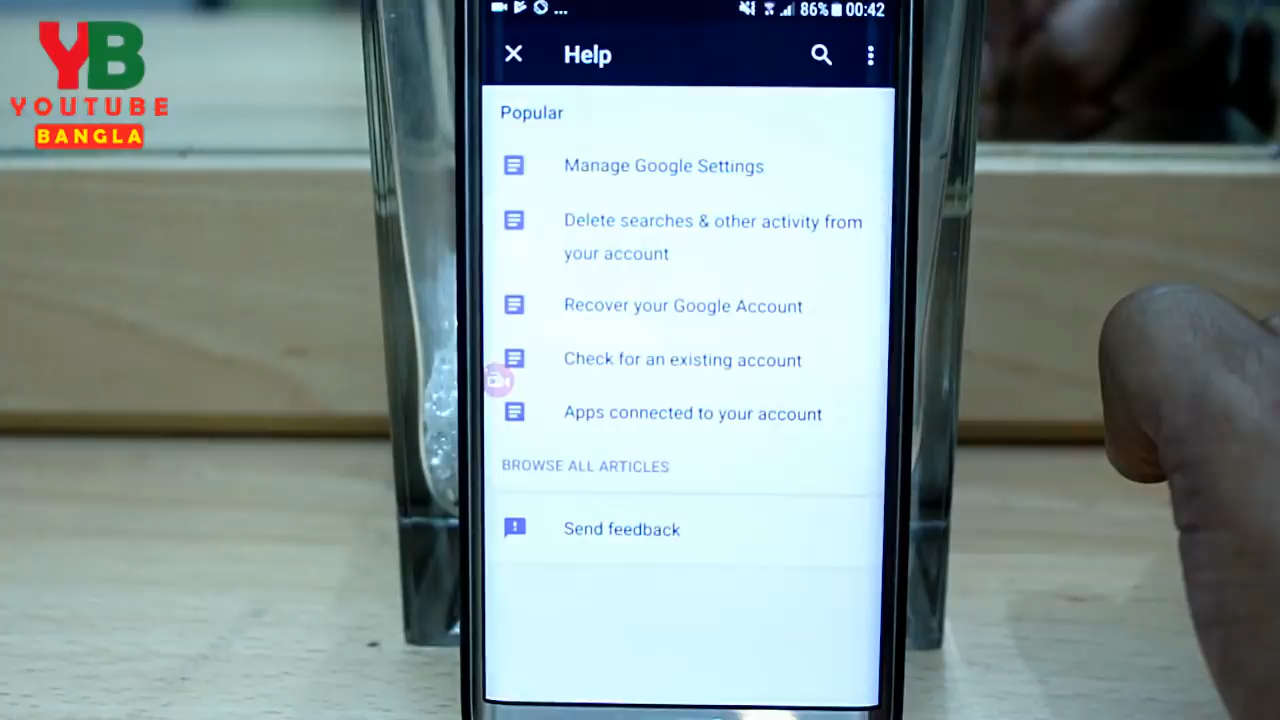 YB
YOUTUBE
BANGLA
... 86% 00:42
Help
Popular
Manage Google Settings
Delete searches & other activity from
your account
Recover your Google Account
Check for an existing account
Apps connected to your account
BROWSE ALL ARTICLES
Send feedback